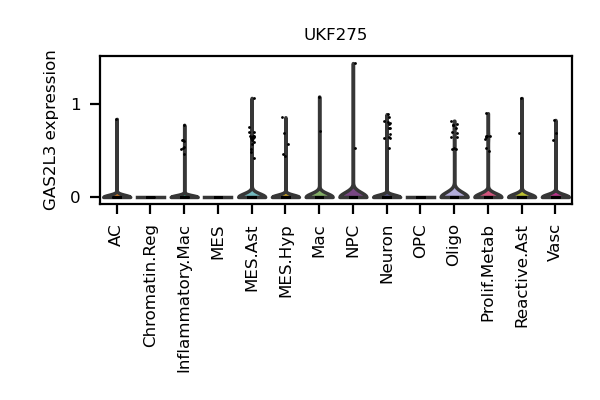 UKF275
GAS2L3 expression
1
0
AC
Chromatin.Reg
Inflammatory.Mac
MES
MES.Ast
MES.Hyp
Mac
NPC
Neuron
OPC
Oligo
Prolif.Metab
Reactive.Ast
Vasc